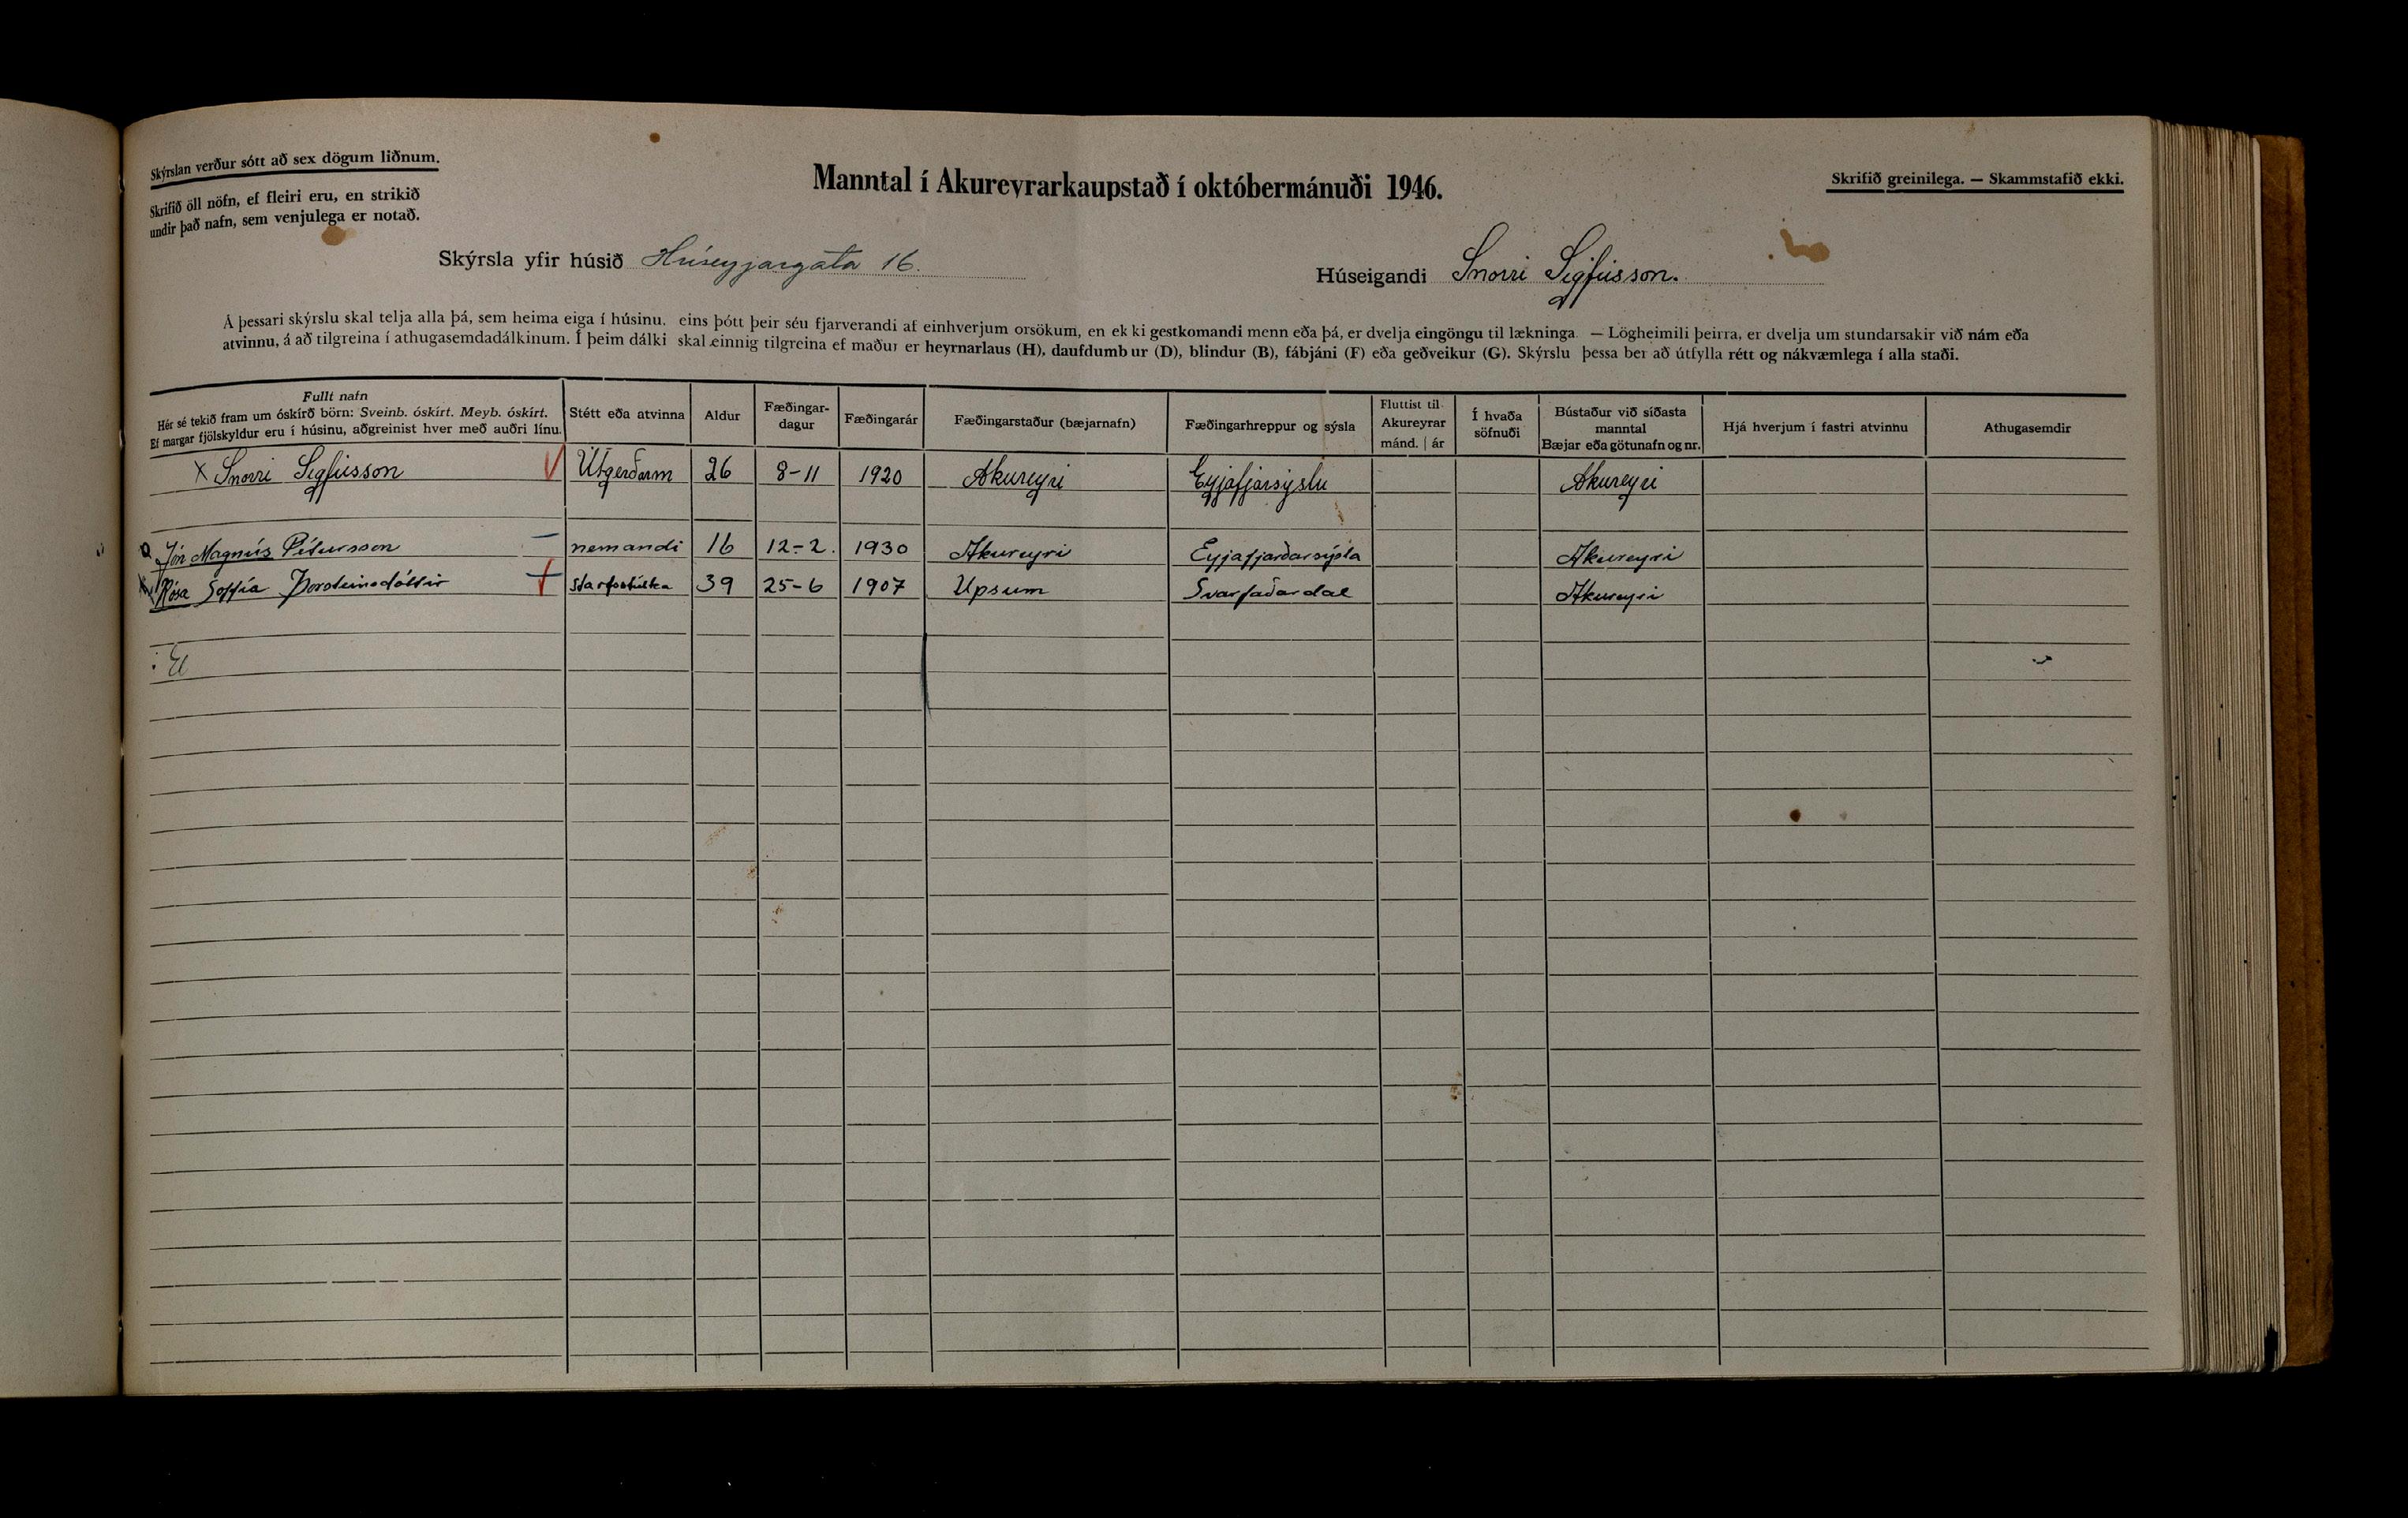 Skýrslan verður sótt að sex dögum liðnum.
Skrifið öll nöfn, ef fleiri eru, en strikið
undir það nafn, sem venjulega er notað.
Manntal í Akureyrarkaupstað í októbermánuði 1946.
Skrifið greinilega. — Skammstafið ekki.
Skýrsla yfir húsið Húseyjargata 16.
Húseigandi Snorri Sigfússon.
Á þessari skýrslu skal telja alla þá, sem heima eiga í húsinu, eins þótt þeir séu fjarverandi af einhverjum orsökum, en ekki gestkomandi menn eða þá, er dvelja eingöngu til lækninga. — Lögheimili þeirra, er dvelja um stundarsakir við nám eða
atvinnu, á að tilgreina í athugasemdadálkinum. Í þeim dálki skal einnig tilgreina ef maður er heyrnarlaus (H), daufdumbur (D), blindur (B), fábjáni (F) eða geðveikur (G). Skýrslu þessa ber að útfylla rétt og nákvæmlega í alla staði.
Fullt nafn
Hér sé tekið fram um óskírð börn: Sveinb. óskírt. Meyb. óskírt.
Ef margar fjölskyldur eru í húsinu, aðgreinist hver með auðri línu.
Stétt eða atvinna
Aldur
Fæðingar-
dagur
Fæðingarár
Fæðingarstaður (bæjarnafn)
Fæðingarhreppur og sýsla
Fluttist til
Akureyrar
mánd. | ár
Í hvaða
söfnuði
Bústaður við síðasta
manntal
Bæjar eða götunafn og nr.
Hjá hverjum í fastri atvinnu
Athugasemdir
x Snorri Sigfússon V Útgerðarm 26 8-11 1920 Akureyri Eyjafjarsýslu Akureyri
Jón Magnús Pétursson — nemandi 16 12-2. 1930 Akureyri Eyjafjarðarsýsla Akureyri
Rósa Soffía Þorsteinsdóttir starfsstúlka 39 25-6 1907 Upsum Svarfaðardal Akureyri